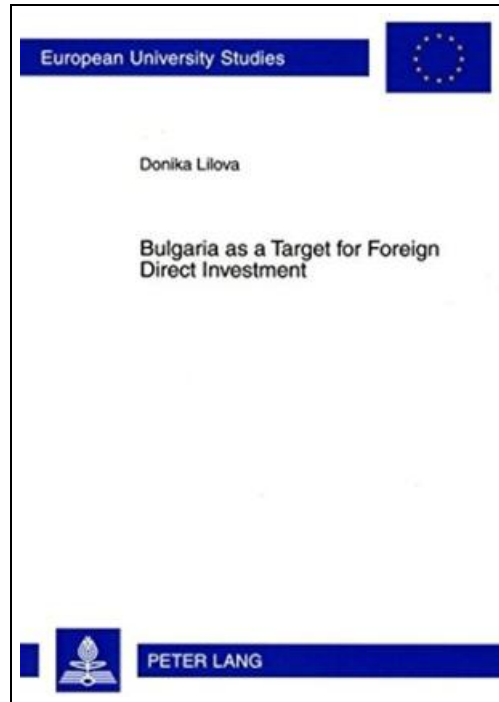 European University Studies
Donika Lilova
Bulgaria as a Target for Foreign
Direct Investment
PETER LANG